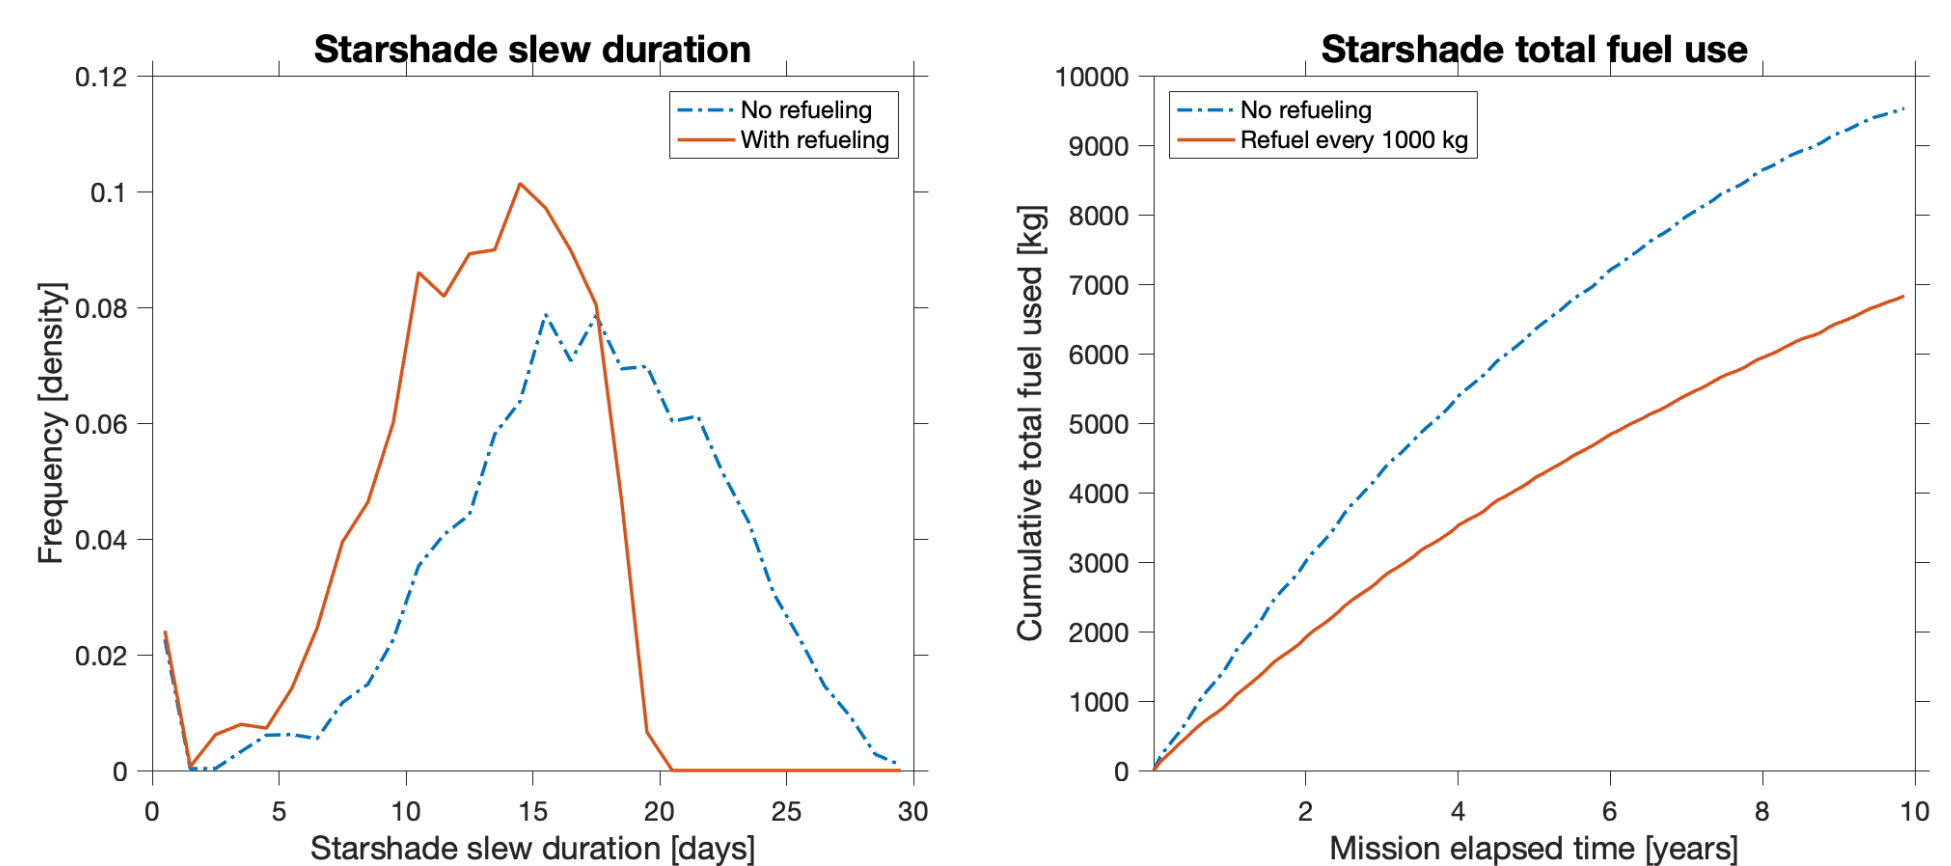 Starshade slew duration
0.12
0.1
0.08
0.06
0.04
0.02
0
Frequency [density]
No refueling
With refueling
0 5 10 15 20 25 30
Starshade slew duration [days]
Starshade total fuel use
10000
9000
8000
7000
6000
5000
4000
3000
2000
1000
0
Cumulative total fuel used [kg]
No refueling
Refuel every 1000 kg
2 4 6 8 10
Mission elapsed time [years]